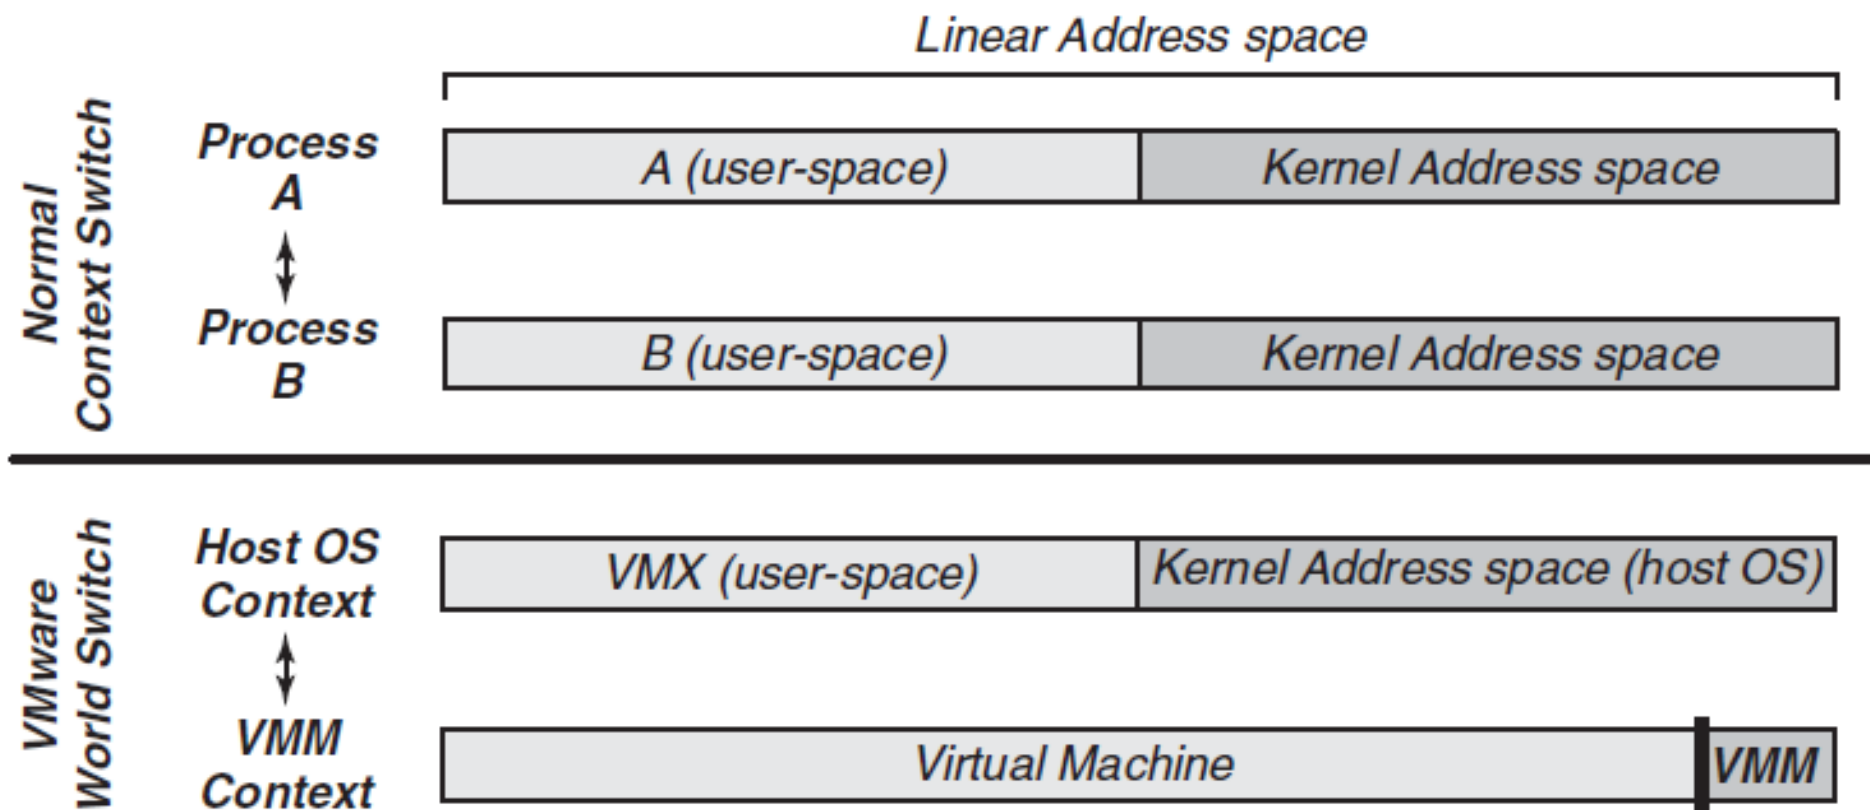 Linear Address space
Normal
Context Switch
Process
A
A (user-space)
Kernel Address space
Process
B
B (user-space)
Kernel Address space
VMware
World Switch
Host OS
Context
VMX (user-space)
Kernel Address space (host OS)
VMM
Context
Virtual Machine
VMM